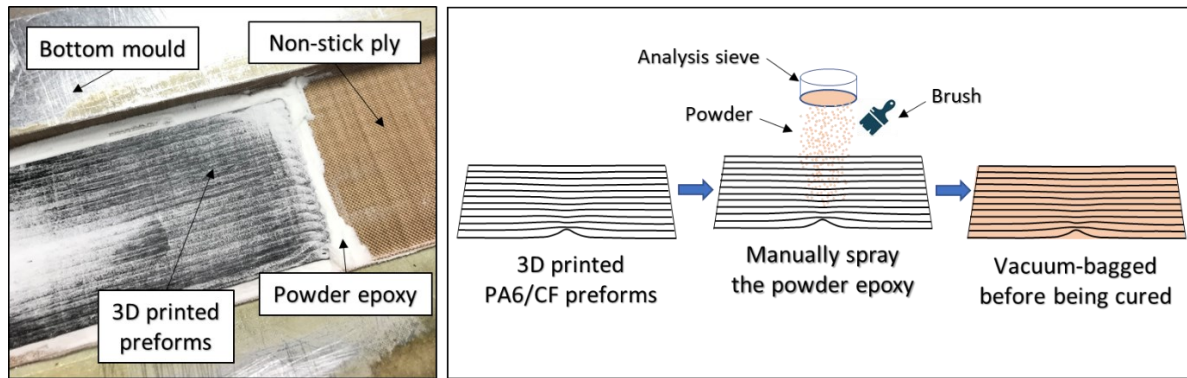 Bottom mould
Non-stick ply
3D printed
preforms
Powder epoxy
Analysis sieve
Powder
Brush
3D printed
PA6/CF preforms
Manually spray
the powder epoxy
Vacuum-bagged
before being cured